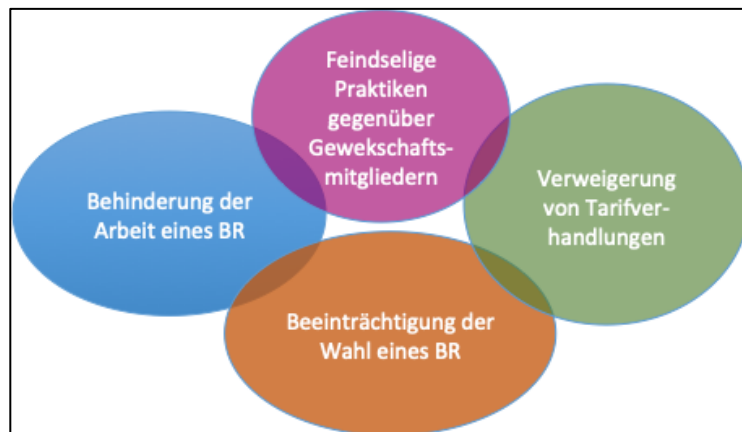 Feindselige
Praktiken
gegenüber
Gewekschafts-
mitgliedern
Behinderung der
Arbeit eines BR
Verweigerung
von Tarifver-
handlungen
Beeinträchtigung der
Wahl eines BR